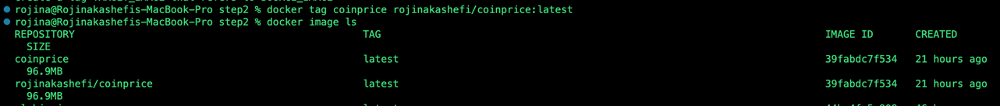 rojina@Rojinakashefis-MacBook-Pro step2 % docker tag coinprice rojinakashefi/coinprice:latest
rojina@Rojinakashefis-MacBook-Pro step2 % docker image ls
REPOSITORY TAG IMAGE ID CREATED
SIZE
coinprice latest 39fabdc7f534 21 hours ago
96.9MB
rojinakashefi/coinprice latest 39fabdc7f534 21 hours ago
96.9MB